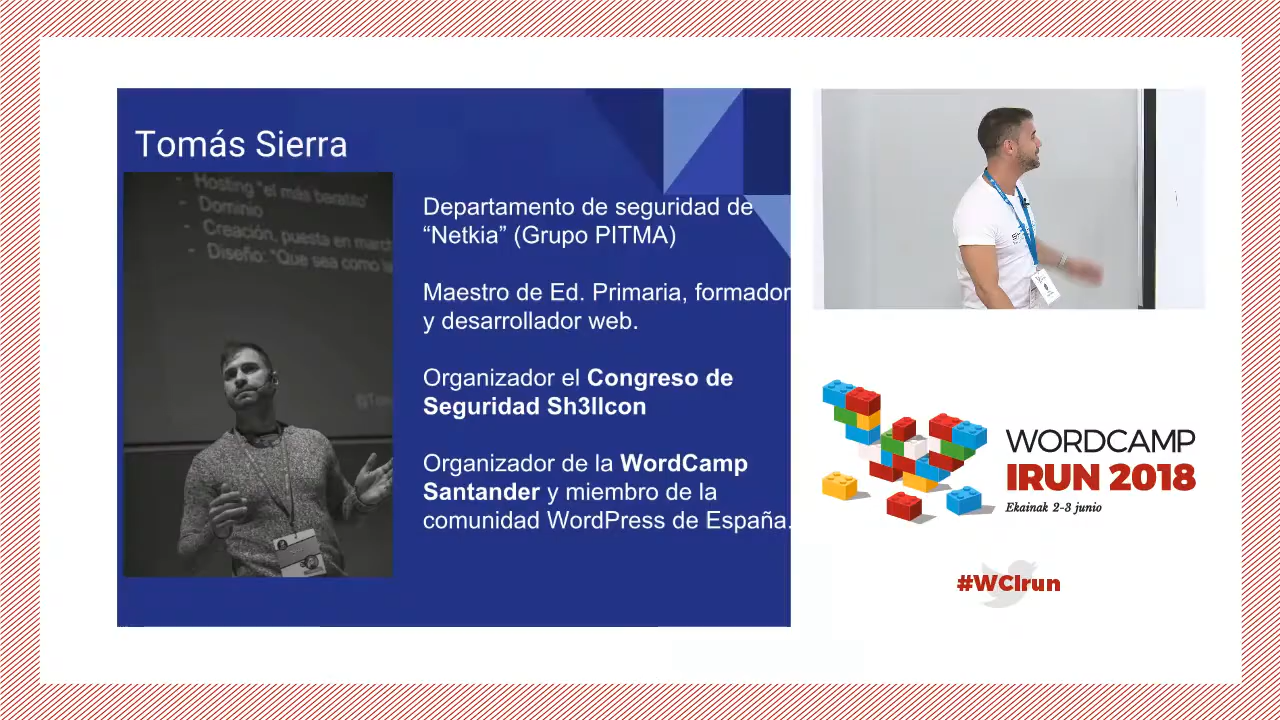 Tomás Sierra
- Hosting "el más baratito"
- Dominio
- Creación, puesta en march
- Diseño: "Que sea como
Departamento de seguridad de
“Netkia” (Grupo PITMA)
Maestro de Ed. Primaria, formador
y desarrollador web.
Organizador el Congreso de
Seguridad Sh3llcon
Organizador de la WordCamp
Santander y miembro de la
comunidad WordPress de España.
WORDCAMP
IRUN 2018
Ekainak 2-3 junio
#WCIrun